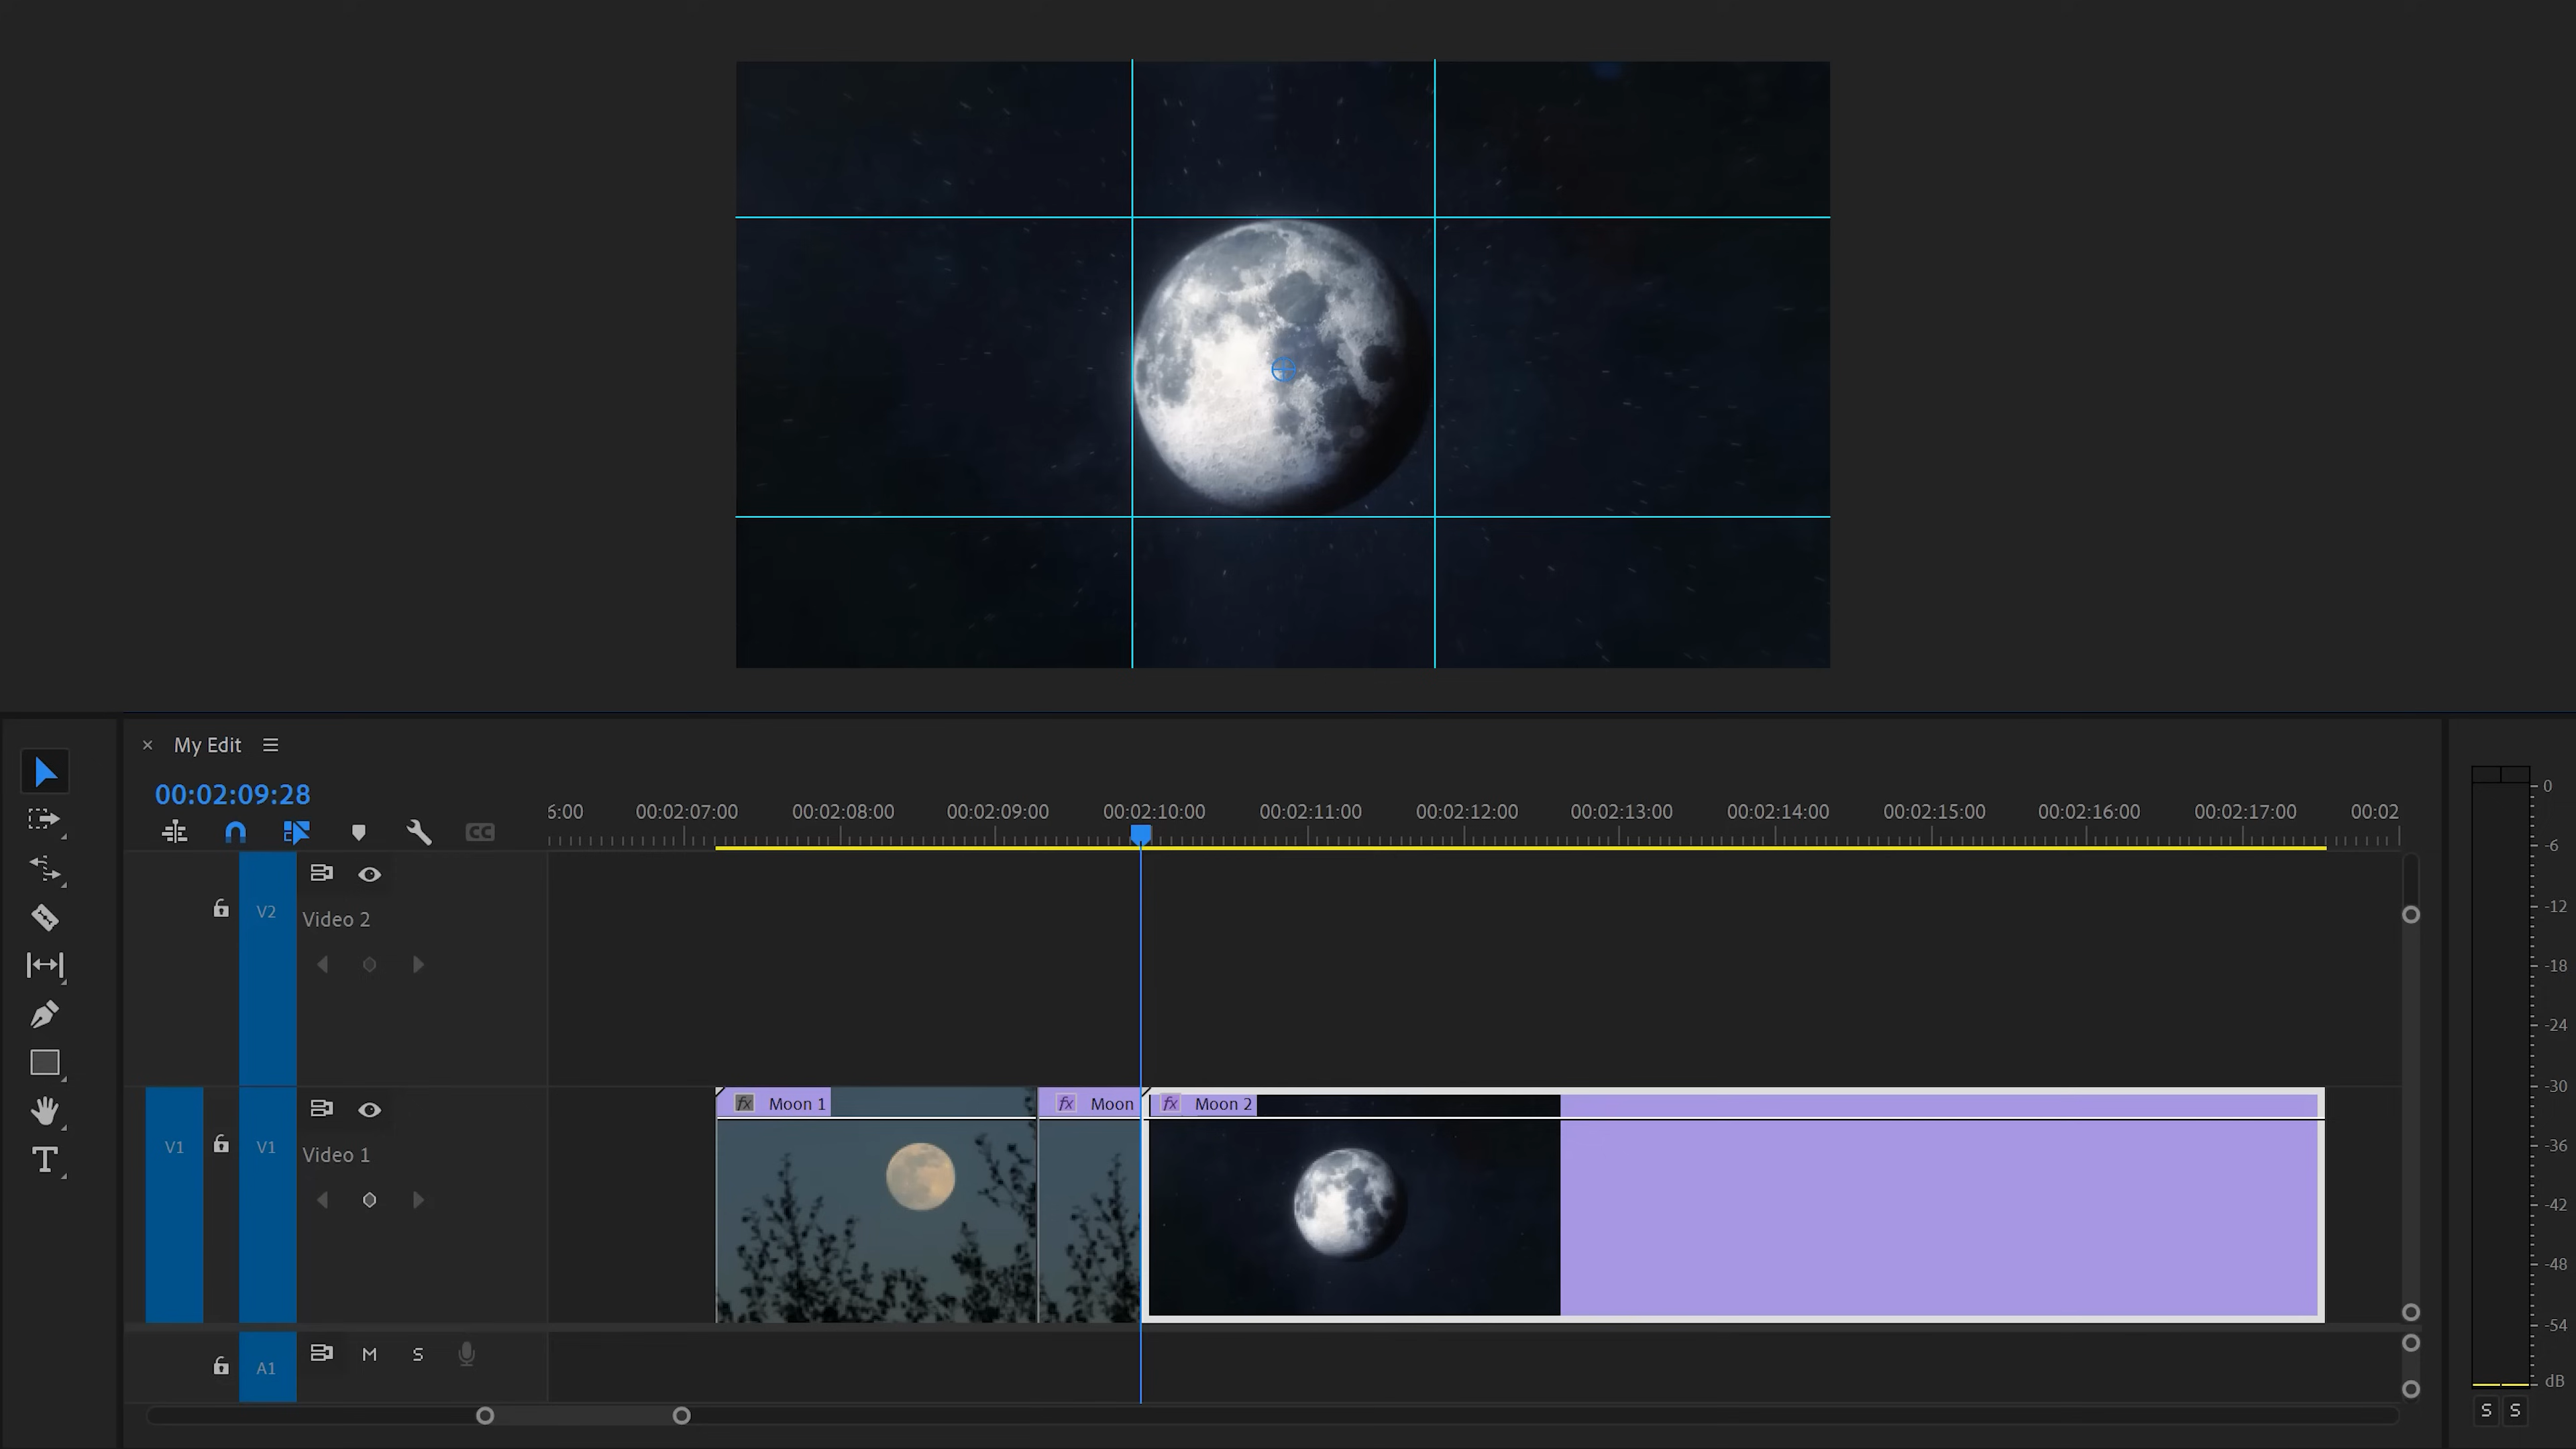 × My Edit
00:02:09:28
6:00 00:02:07:00 00:02:08:00 00:02:09:00 00:02:10:00 00:02:11:00 00:02:12:00 00:02:13:00 00:02:14:00 00:02:15:00 00:02:16:00 00:02:17:00 00:02
CC
V2
Video 2
fx Moon 1 fx Moon fx Moon 2
V1 V1
Video 1
T
A1 M S
0
-6
-12
-18
-24
-30
-36
-42
-48
-54
dB
S S